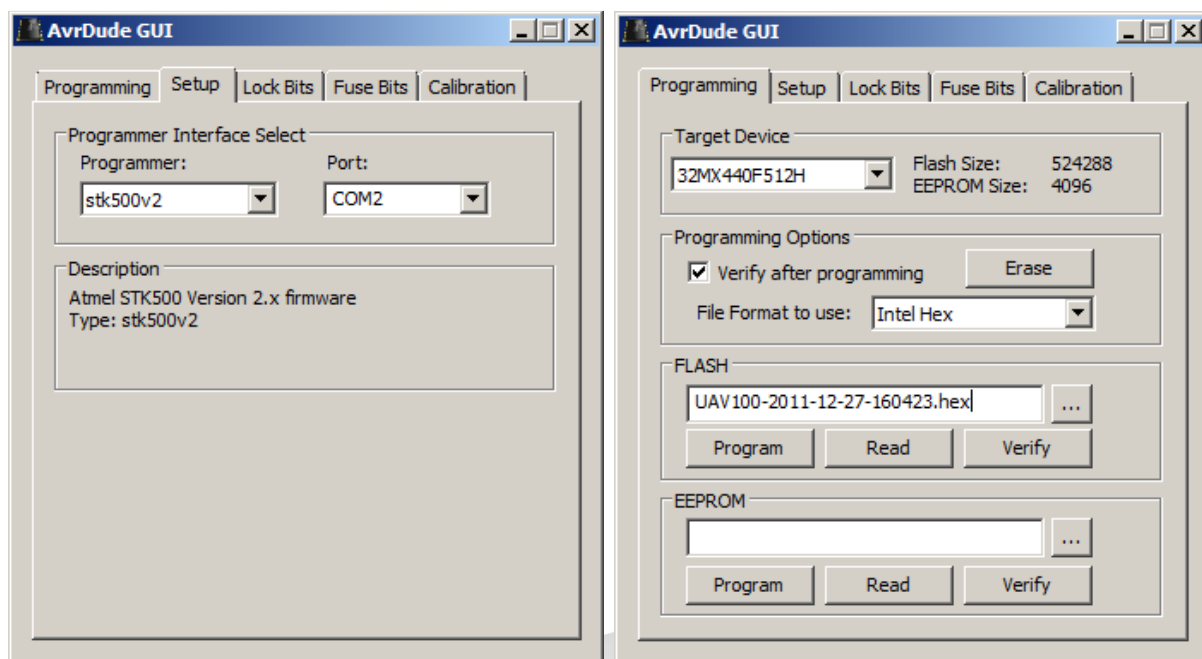 AvrDude GUI
Programming Setup Lock Bits Fuse Bits Calibration
Programmer Interface Select
Programmer: Port:
stk500v2 COM2
Description
Atmel STK500 Version 2.x firmware
Type: stk500v2
AvrDude GUI
Programming Setup Lock Bits Fuse Bits Calibration
Target Device
32MX440F512H Flash Size: 524288
EEPROM Size: 4096
Programming Options
Verify after programming Erase
File Format to use: Intel Hex
FLASH
UAV100-2011-12-27-160423.hex ...
Program Read Verify
EEPROM
...
Program Read Verify